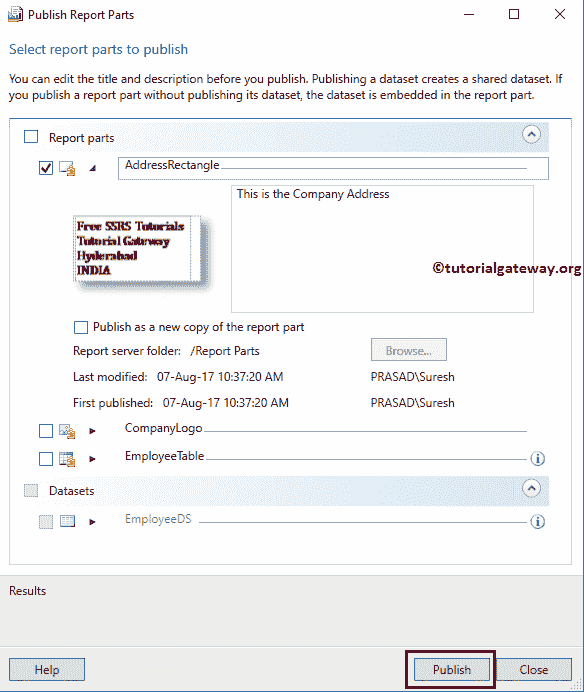 Publish Report Parts
Select report parts to publish
You can edit the title and description before you publish. Publishing a dataset creates a shared dataset. If
you publish a report part without publishing its dataset, the dataset is embedded in the report part.
Report parts
AddressRectangle
This is the Company Address
Free SSRS Tutorials
Tutorial Gateway
Hyderabad
INDIA
©tutorialgateway.org
Publish as a new copy of the report part
Report server folder: /Report Parts Browse...
Last modified: 07-Aug-17 10:37:20 AM PRASAD\Suresh
First published: 07-Aug-17 10:37:20 AM PRASAD\Suresh
CompanyLogo
EmployeeTable
Datasets
EmployeeDS
Results
Help Publish Close